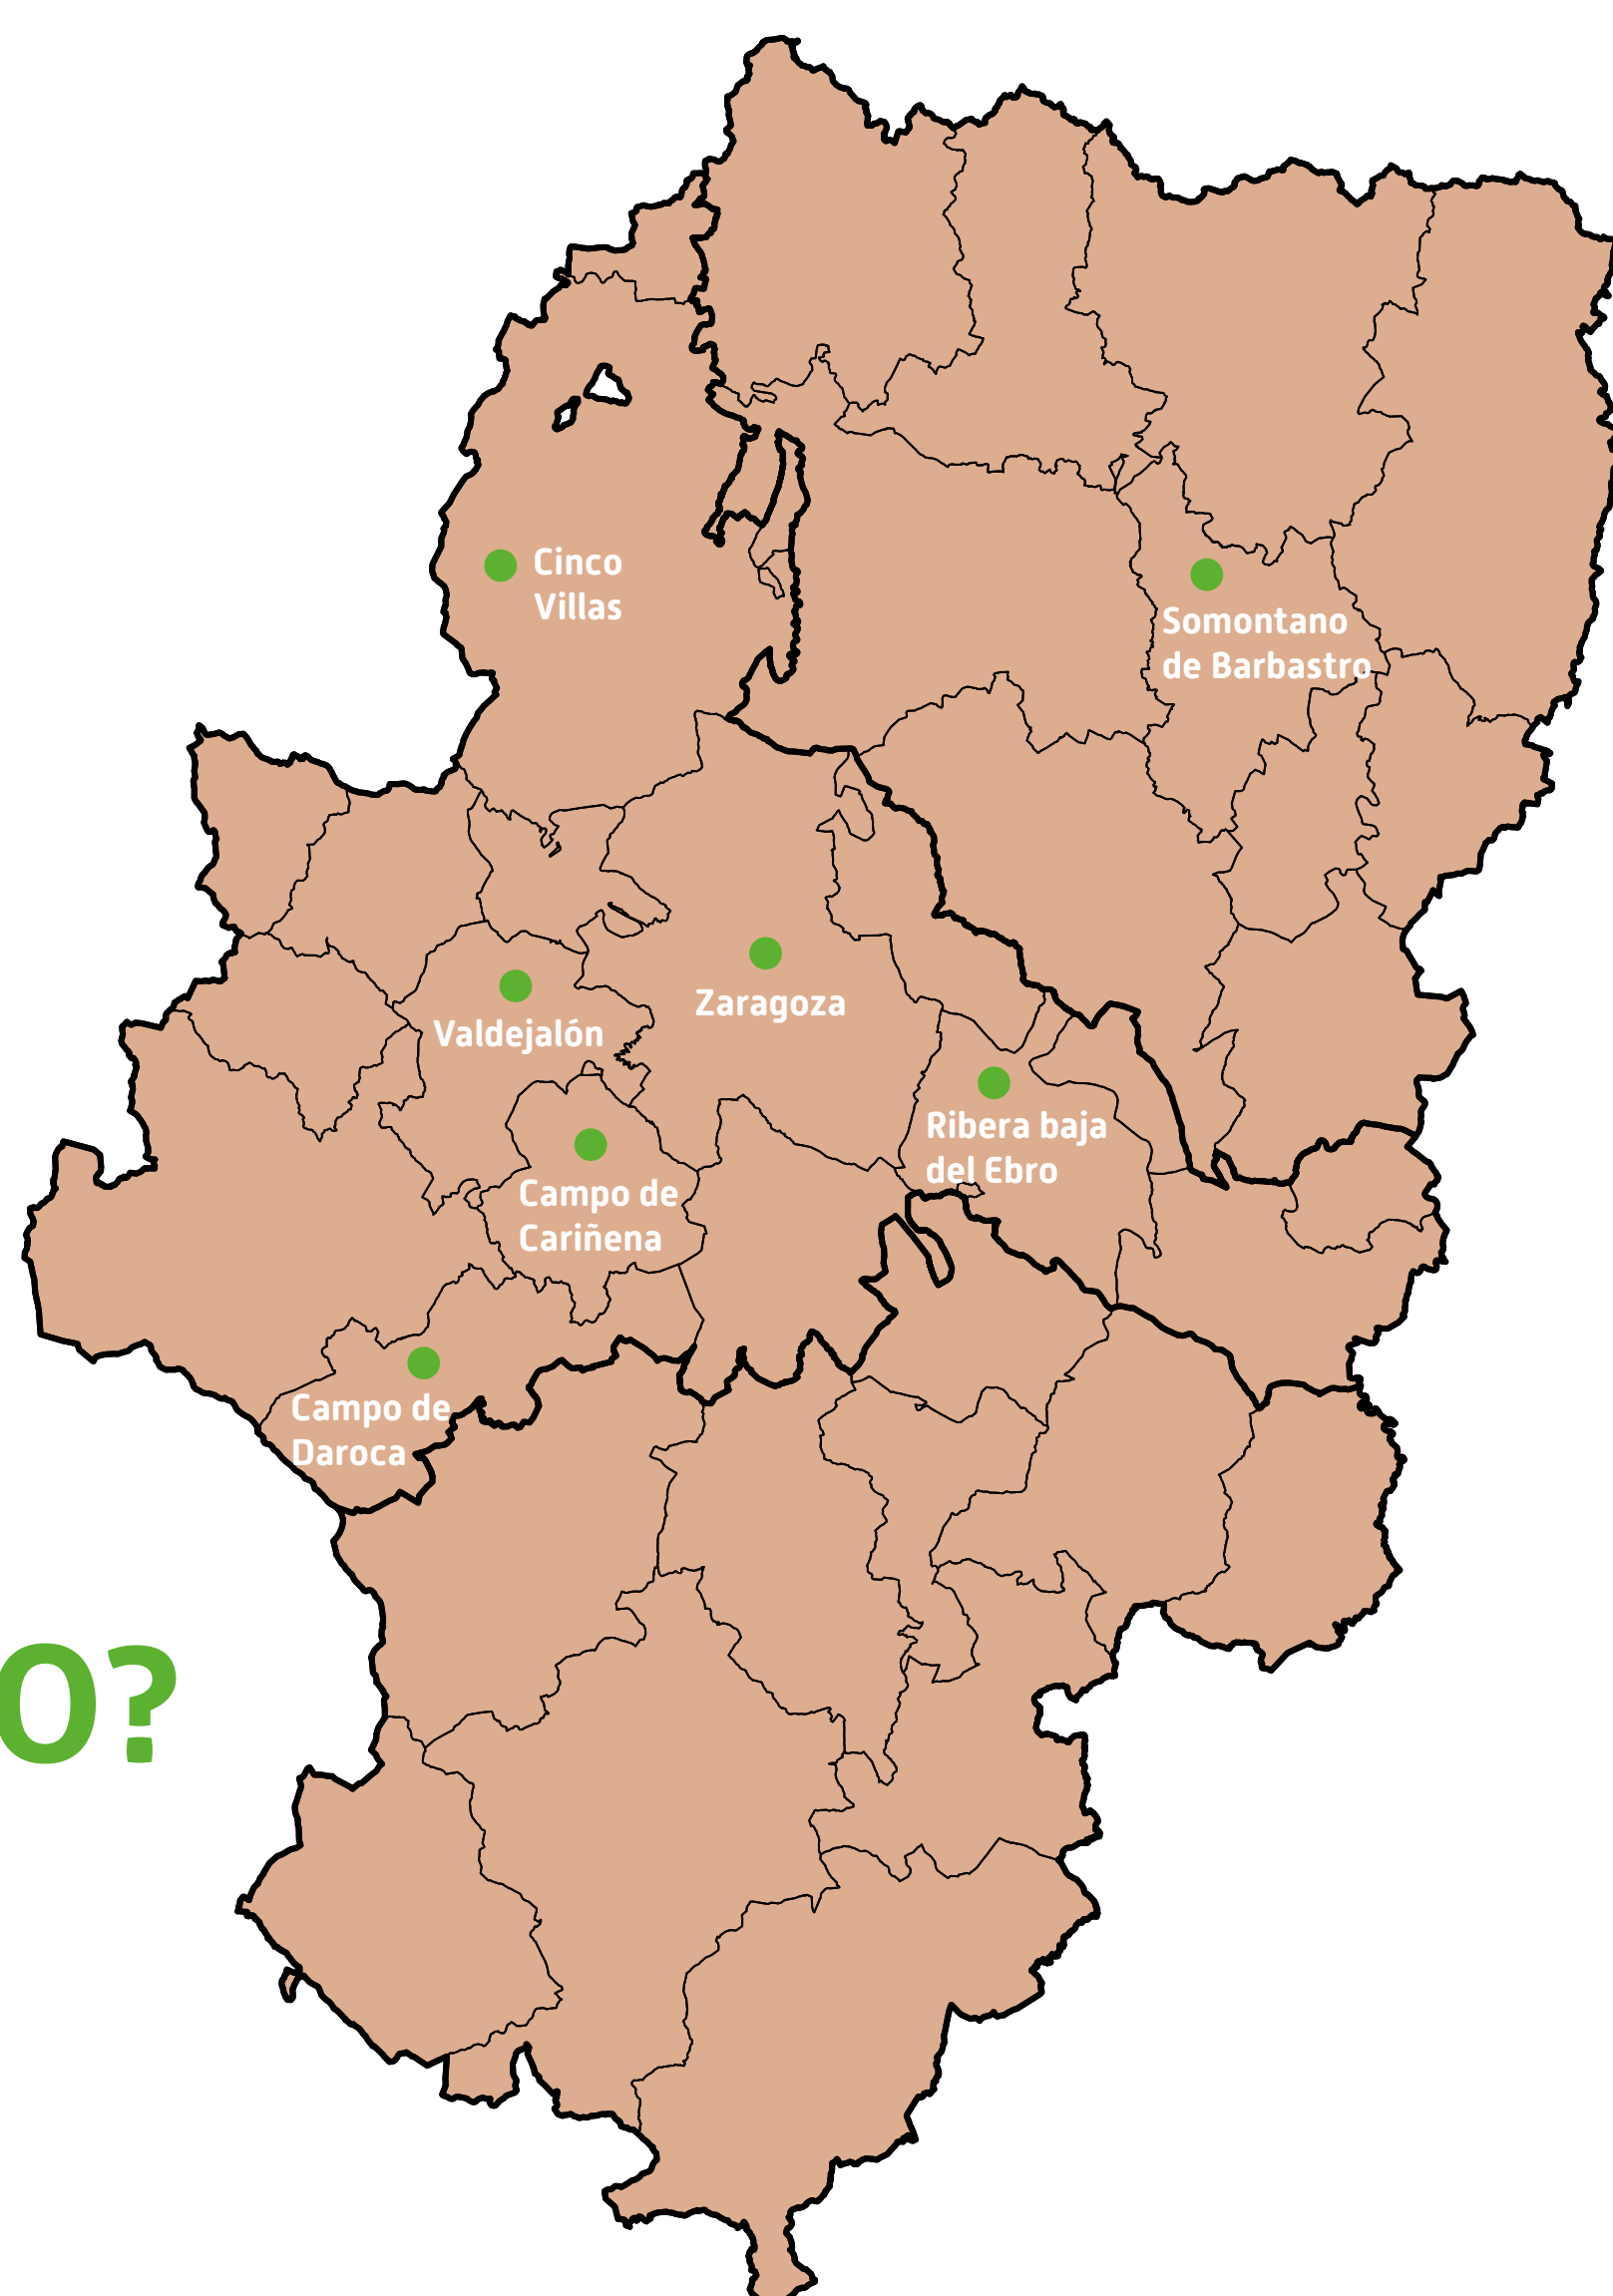 Cinco
Villas
Somontano
de Barbastro
Zaragoza
Valdejalón
Ribera baja
del Ebro
Campo de
Cariñena
Campo de
Daroca
O?